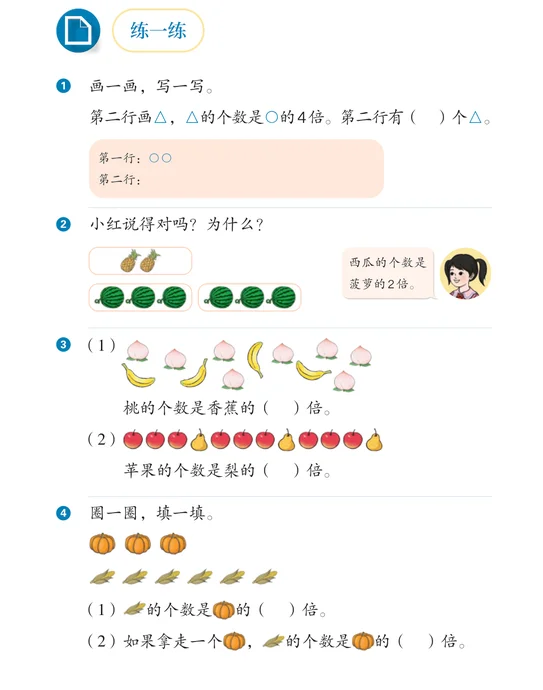 练一练
1 画一画，写一写。
第二行画△，△的个数是○的4倍。第二行有（ ）个△。
第一行：○○
第二行：
2 小红说得对吗？为什么？
西瓜的个数是
菠萝的2倍。
3 （1）
桃的个数是香蕉的（ ）倍。
（2）
苹果的个数是梨的（ ）倍。
4 圈一圈，填一填。
（1）的个数是的（ ）倍。
（2）如果拿走一个，的个数是的（ ）倍。